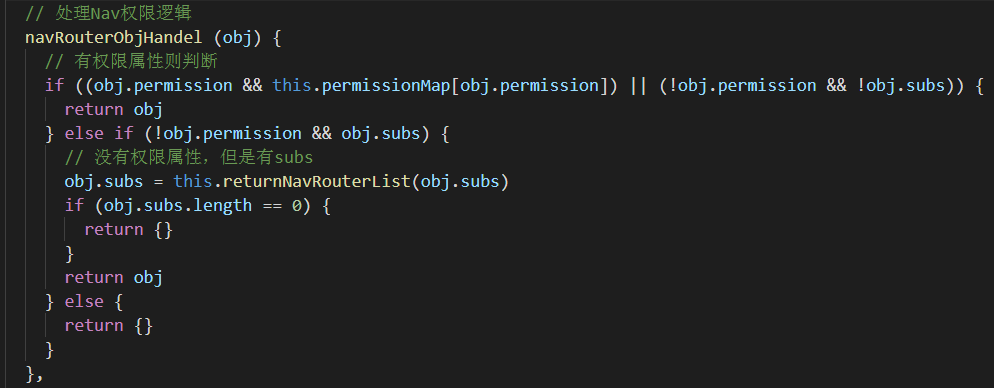 // 处理Nav权限逻辑
navRouterObjHandel (obj) {
// 有权限属性则判断
if ((obj.permission && this.permissionMap[obj.permission]) || (!obj.permission && !obj.subs)) {
return obj
} else if (!obj.permission && obj.subs) {
// 没有权限属性，但是有subs
obj.subs = this.returnNavRouterList(obj.subs)
if (obj.subs.length == 0) {
return {}
}
return obj
} else {
return {}
}
},